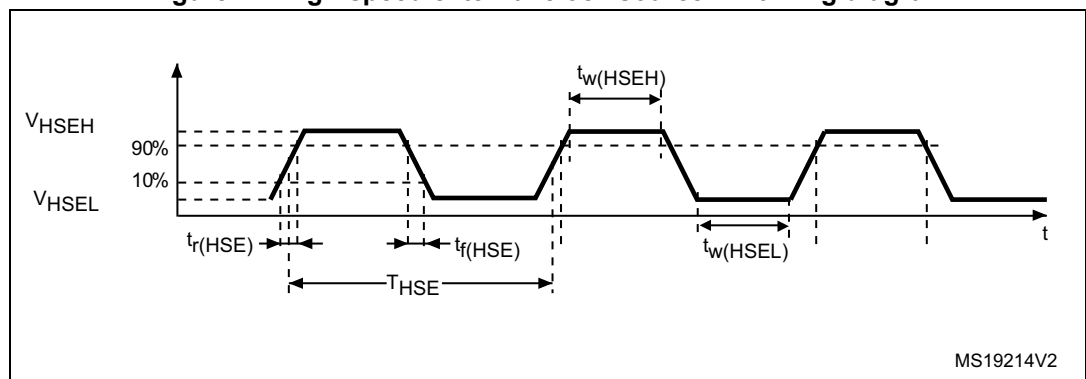 tw(HSEH)
VHSEH
90%
10%
VHSEL
tr(HSE)
tf(HSE)
tw(HSEL)
t
THSE
MS19214V2